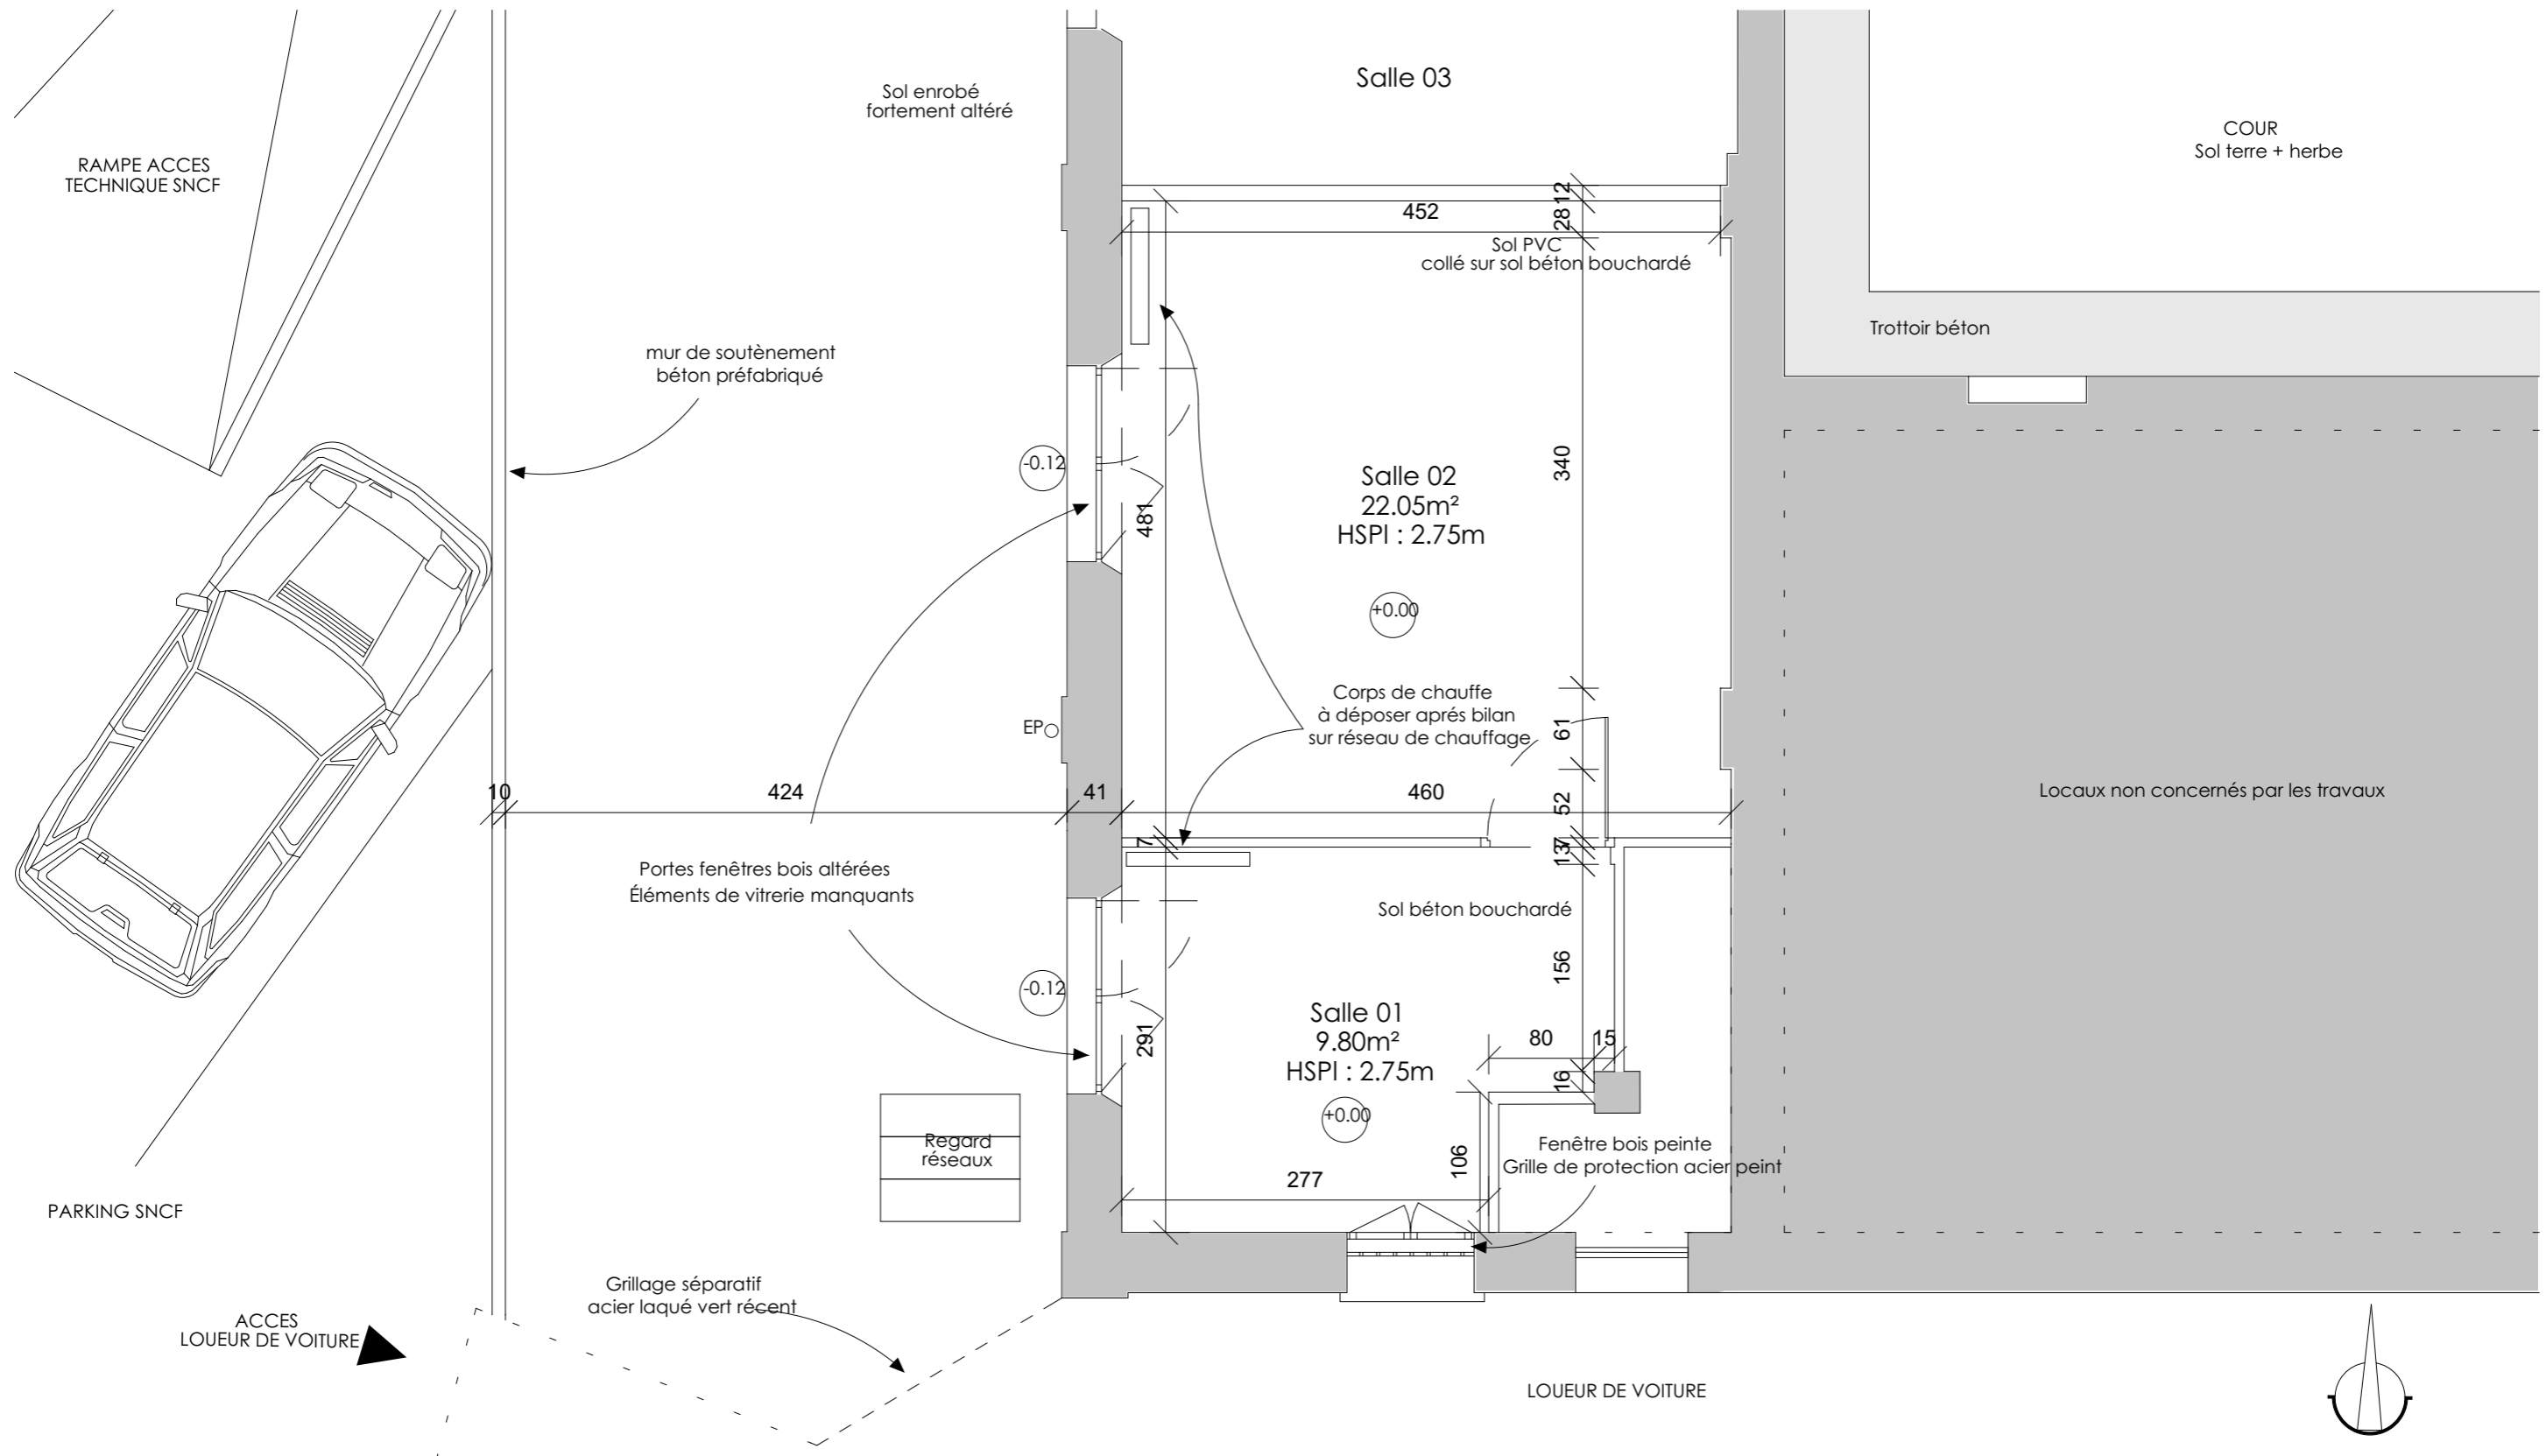 Salle 03
Sol enrobé
fortement altéré
COUR
Sol terre + herbe
RAMPE ACCES
TECHNIQUE SNCF
12
452
28
Sol PVC
collé sur sol béton bouchardé
Trottoir béton
mur de soutènement
béton préfabriqué
-0.12
481
340
Salle 02
22.05m²
HSPl : 2.75m
+0.00
Corps de chauffe
à déposer aprés bilan
sur réseau de chauffage
61
EP
10
424
41
460
52
Locaux non concernés par les travaux
7
7
13
Portes fenêtres bois altérées
Éléments de vitrerie manquants
Sol béton bouchardé
156
-0.12
291
Salle 01
9.80m²
HSPl : 2.75m
+0.00
80
15
16
Regard
réseaux
106
Fenêtre bois peinte
Grille de protection acier peint
277
PARKING SNCF
Grillage séparatif
acier laqué vert récent
ACCES
LOUEUR DE VOITURE
LOUEUR DE VOITURE